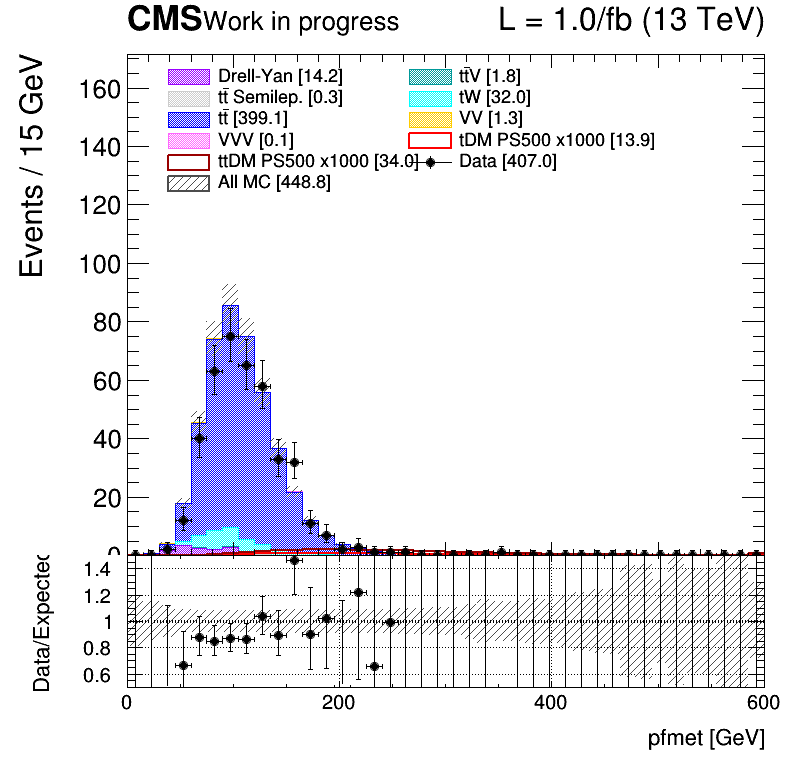 CMS Work in progress L = 1.0/fb (13 TeV)
Events / 15 GeV
160
140
120
100
80
60
40
20
0
Drell-Yan [14.2]
tt̄ Semilep. [0.3]
tt̄ [399.1]
VVV [0.1]
ttDM PS500 x1000 [34.0]
All MC [448.8]
tt̄V [1.8]
tW [32.0]
VV [1.3]
tDM PS500 x1000 [13.9]
Data [407.0]
Data/Expected
1.4
1.2
1
0.8
0.6
0 200 400 600
pfmet [GeV]